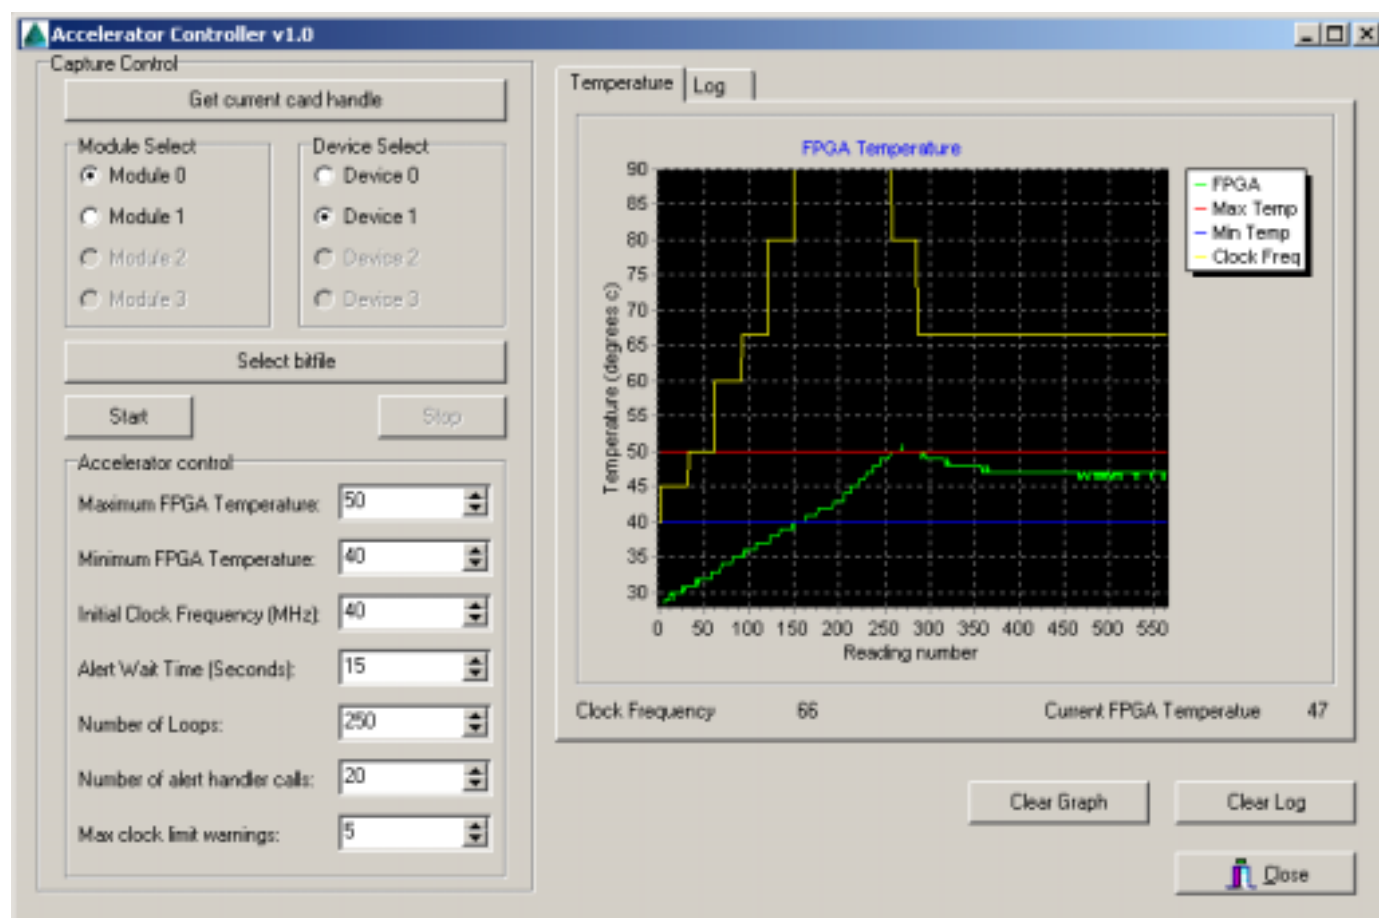 Accelerator Controller v1.0
Capture Control
Get current card handle
Module Select
Module 0
Module 1
Module 2
Module 3
Device Select
Device 0
Device 1
Device 2
Device 3
Select bitfile
Start
Stop
Accelerator control
Maximum FPGA Temperature: 50
Minimum FPGA Temperature: 40
Initial Clock Frequency (MHz): 40
Alert Wait Time (Seconds): 15
Number of Loops: 250
Number of alert handler calls: 20
Max clock limit warnings: 5
Temperature
Log
FPGA Temperature
Temperature (degrees c)
90
85
80
75
70
65
60
55
50
45
40
35
30
0 50 100 150 200 250 300 350 400 450 500 550
Reading number
FPGA
Max Temp
Min Temp
Clock Freq
Clock Frequency 66
Current FPGA Temperatue 47
Clear Graph
Clear Log
Close